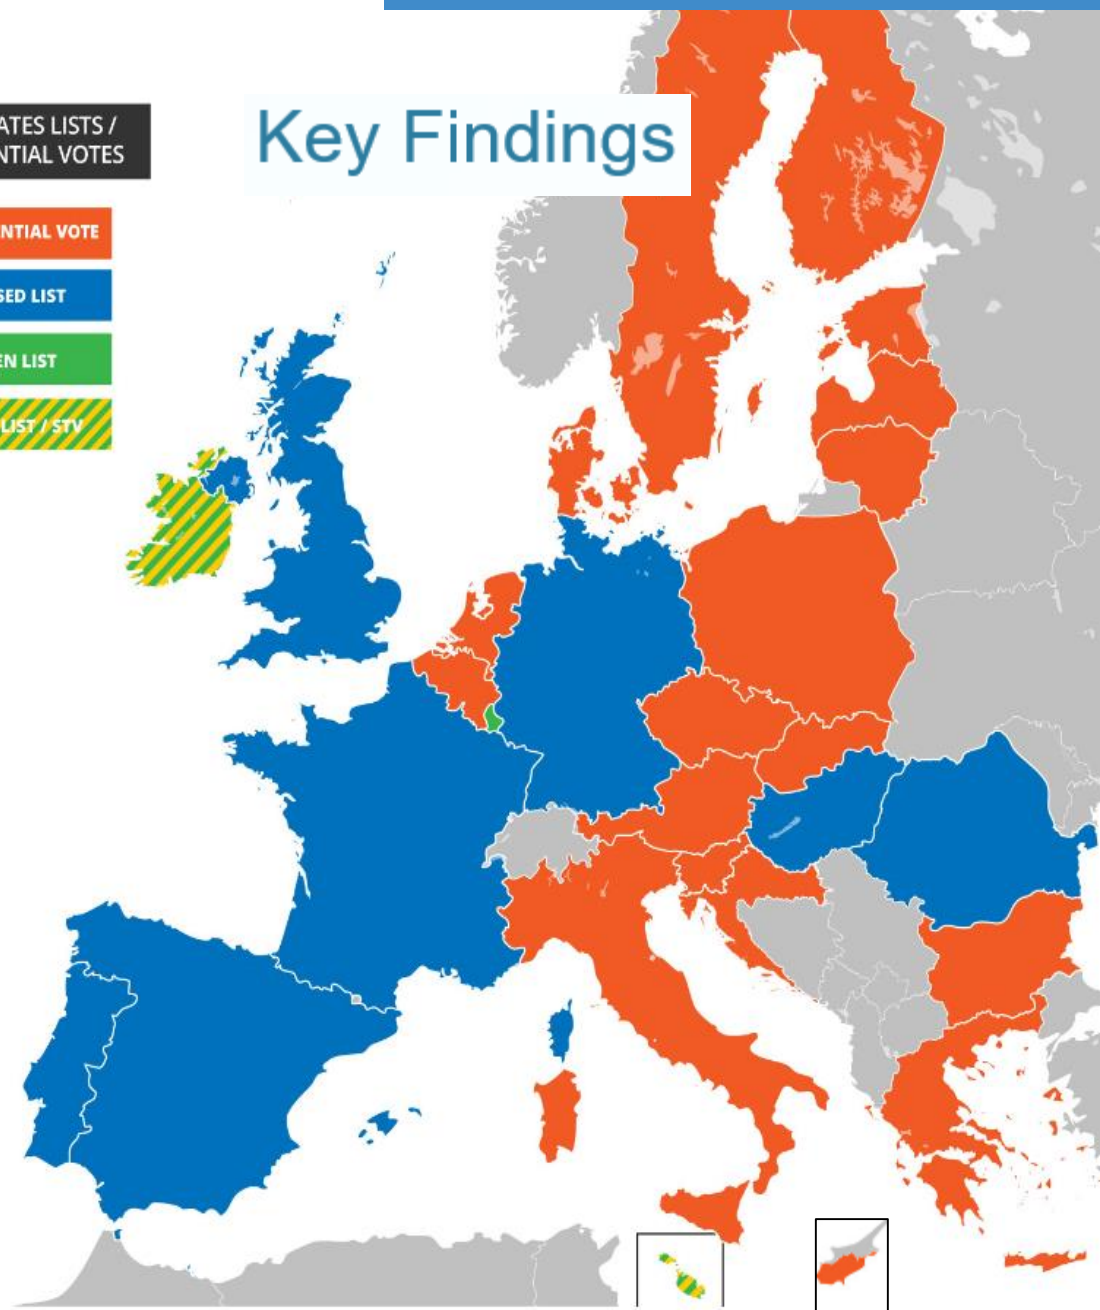 Key Findings
ATES LISTS /
NTIAL VOTES
NTIAL VOTE
SED LIST
EN LIST
LIST / STV